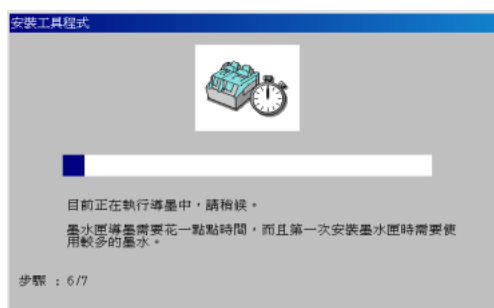 安裝工具程式
目前正在執行導墨中，請稍候。
墨水匣導墨需要花一點點時間，而且第一次安裝墨水匣時需要使
用較多的墨水。
步驟 : 6/7